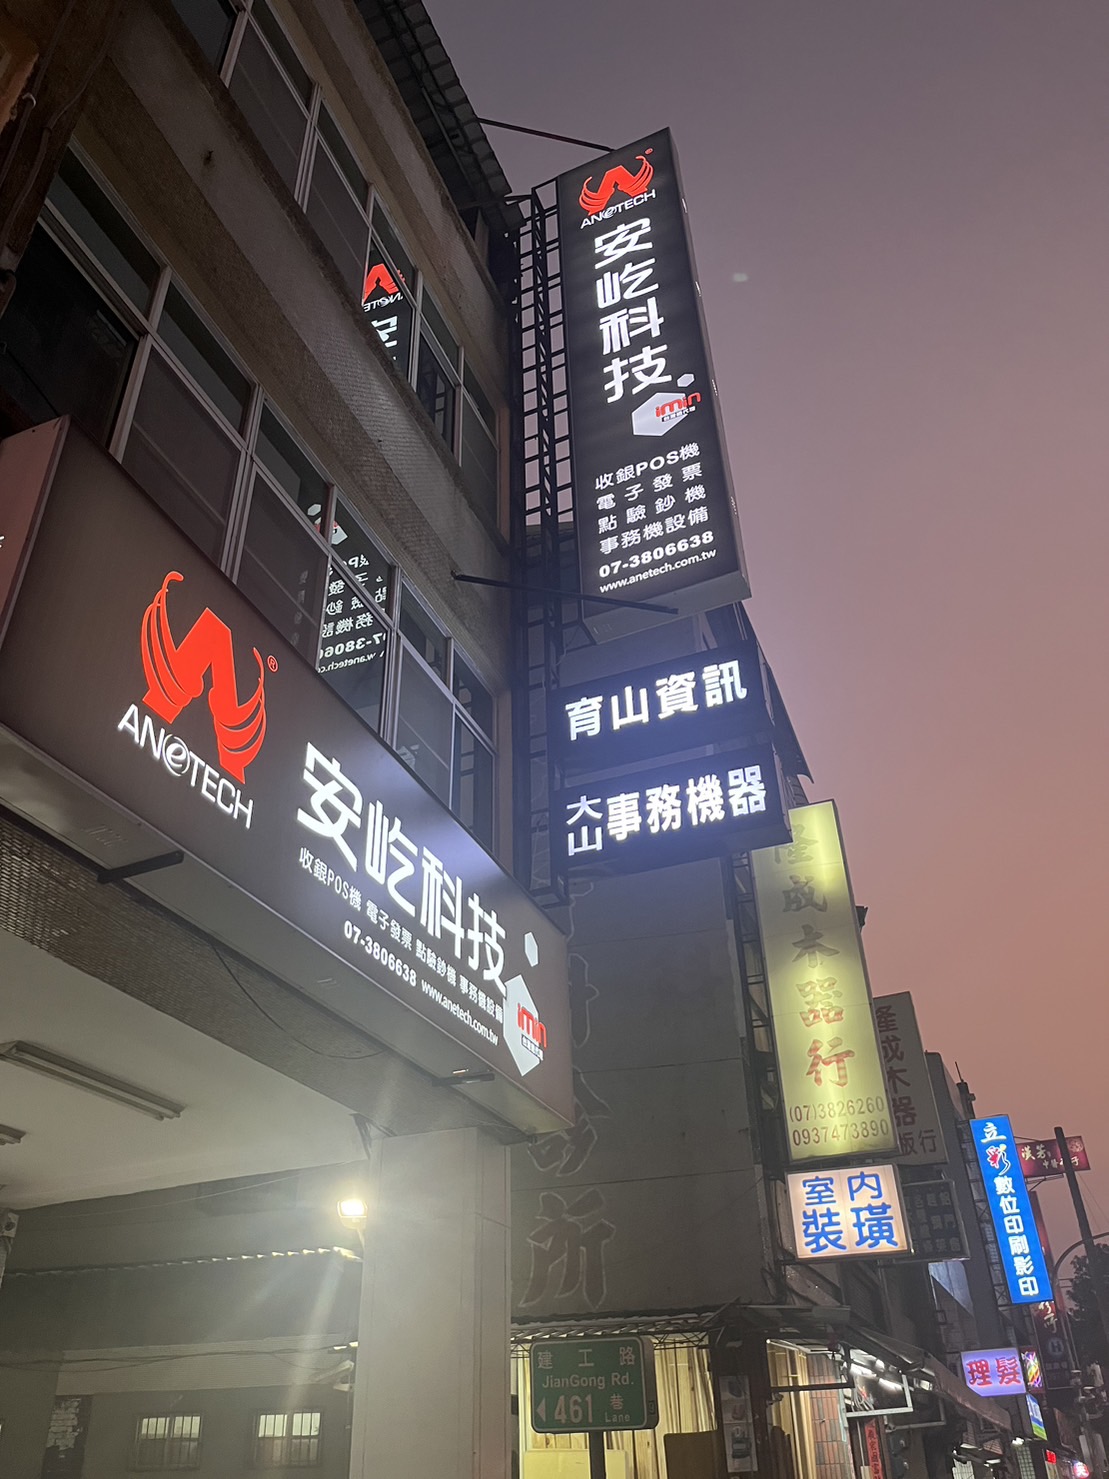 ANeTECH
安屹科技
imin
收銀POS機
電子發票
點驗鈔機
事務機設備
07-3806638
www.anetech.com.tw
育山資訊
大山事務機器
ANeTECH
安屹科技
收銀POS機 電子發票 點驗鈔機 事務機設備
07-3806638 www.anetech.com.tw
imin
隆成木器行
(07)3826260
0937473890
室內
裝璜
立彩數位印刷影印
理髮
所
建工路
JianGong Rd.
461 巷
Lane